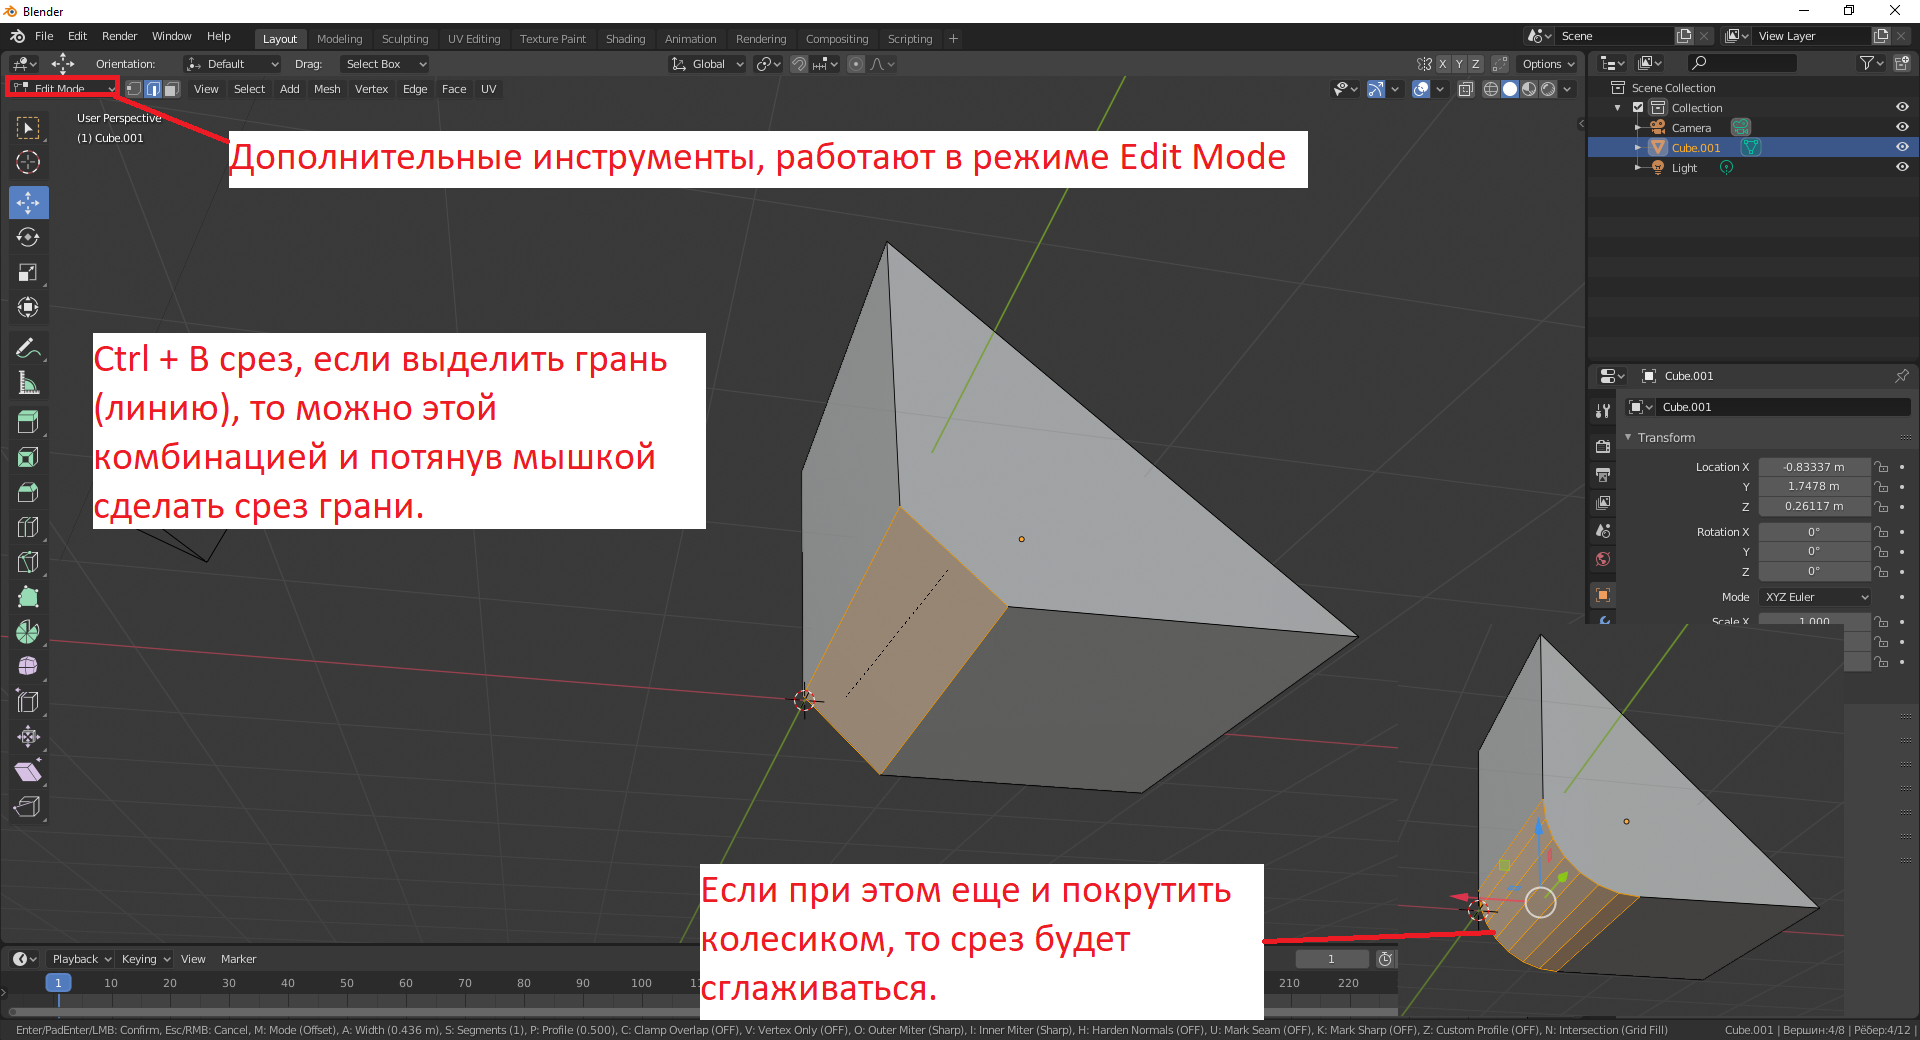 Blender
File Edit Render Window Help Layout Modeling Sculpting UV Editing Texture Paint Shading Animation Rendering Compositing Scripting + Scene View Layer
Orientation: Default Drag: Select Box Global X Y Z Options
Edit Mode View Select Add Mesh Vertex Edge Face UV
User Perspective
(1) Cube.001
Дополнительные инструменты, работают в режиме Edit Mode
Ctrl + B срез, если выделить грань
(линию), то можно этой
комбинацией и потянув мышкой
сделать срез грани.
Если при этом еще и покрутить
колесиком, то срез будет
сглаживаться.
Scene Collection
Collection
Camera
Cube.001
Light
Cube.001
Cube.001
Transform
Location X -0.83337 m
Y 1.7478 m
Z 0.26117 m
Rotation X 0°
Y 0°
Z 0°
Mode XYZ Euler
Scale X 1.000
Playback Keying View Marker 1
1 10 20 30 40 50 60 70 80 90 100 210 220
Enter/PadEnter/LMB: Confirm, Esc/RMB: Cancel, M: Mode (Offset), A: Width (0.436 m), S: Segments (1), P: Profile (0.500), C: Clamp Overlap (OFF), V: Vertex Only (OFF), O: Outer Miter (Sharp), I: Inner Miter (Sharp), H: Harden Normals (OFF), U: Mark Seam (OFF), K: Mark Sharp (OFF), Z: Custom Profile (OFF), N: Intersection (Grid Fill) Cube.001 | Вершин:4/8 | Рёбер:4/12 |